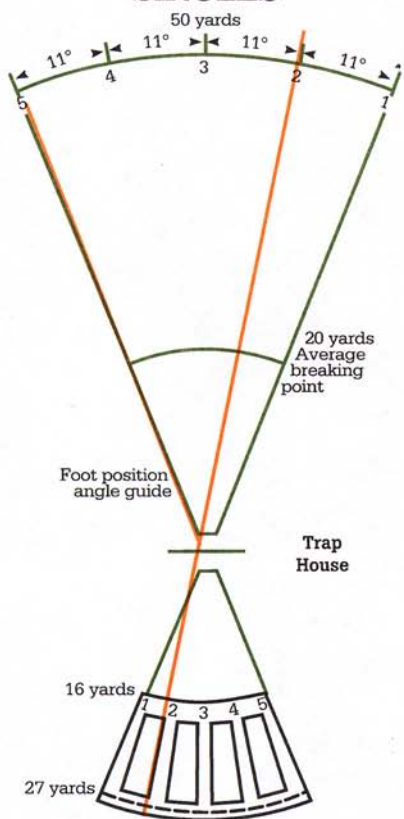 50 yards
11° 11° 11° 11°
5 4 3 2 1
20 yards
Average
breaking
point
Foot position
angle guide
Trap
House
16 yards
1 2 3 4 5
27 yards